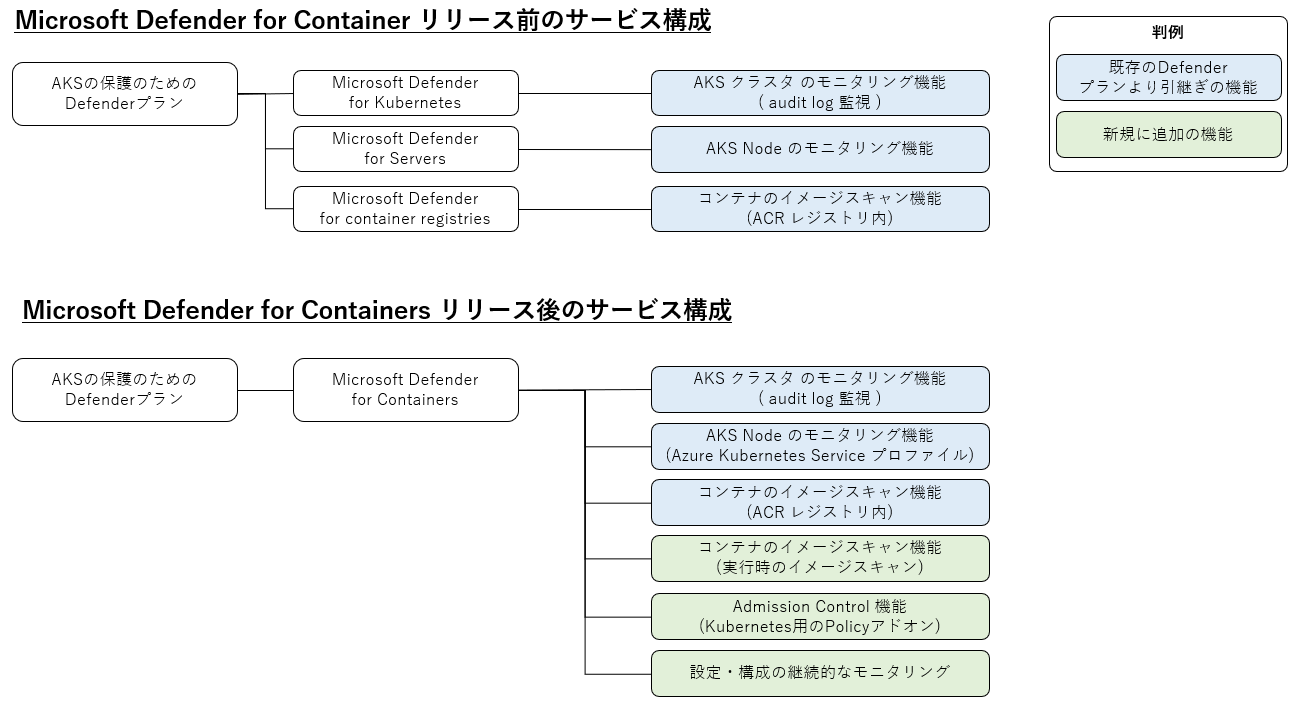 Microsoft Defender for Container リリース前のサービス構成
判例
既存のDefender
プランより引継ぎの機能
新規に追加の機能
AKSの保護のための
Defenderプラン
Microsoft Defender
for Kubernetes
AKS クラスタ のモニタリング機能
( audit log 監視 )
Microsoft Defender
for Servers
AKS Node のモニタリング機能
Microsoft Defender
for container registries
コンテナのイメージスキャン機能
(ACR レジストリ内)
Microsoft Defender for Containers リリース後のサービス構成
AKSの保護のための
Defenderプラン
Microsoft Defender
for Containers
AKS クラスタ のモニタリング機能
( audit log 監視 )
AKS Node のモニタリング機能
(Azure Kubernetes Service プロファイル)
コンテナのイメージスキャン機能
(ACR レジストリ内)
コンテナのイメージスキャン機能
(実行時のイメージスキャン)
Admission Control 機能
(Kubernetes用のPolicyアドオン)
設定・構成の継続的なモニタリング